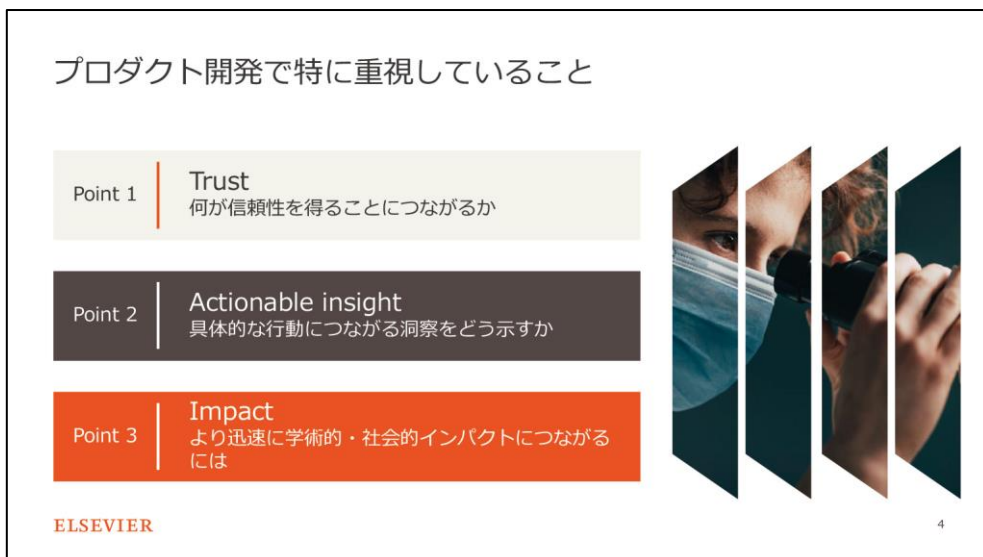 プロダクト開発で特に重視していること
Point 1
Trust
何が信頼性を得ることにつながるか
Point 2
Actionable insight
具体的な行動につながる洞察をどう示すか
Point 3
Impact
より迅速に学術的・社会的インパクトにつながる
には
ELSEVIER
4